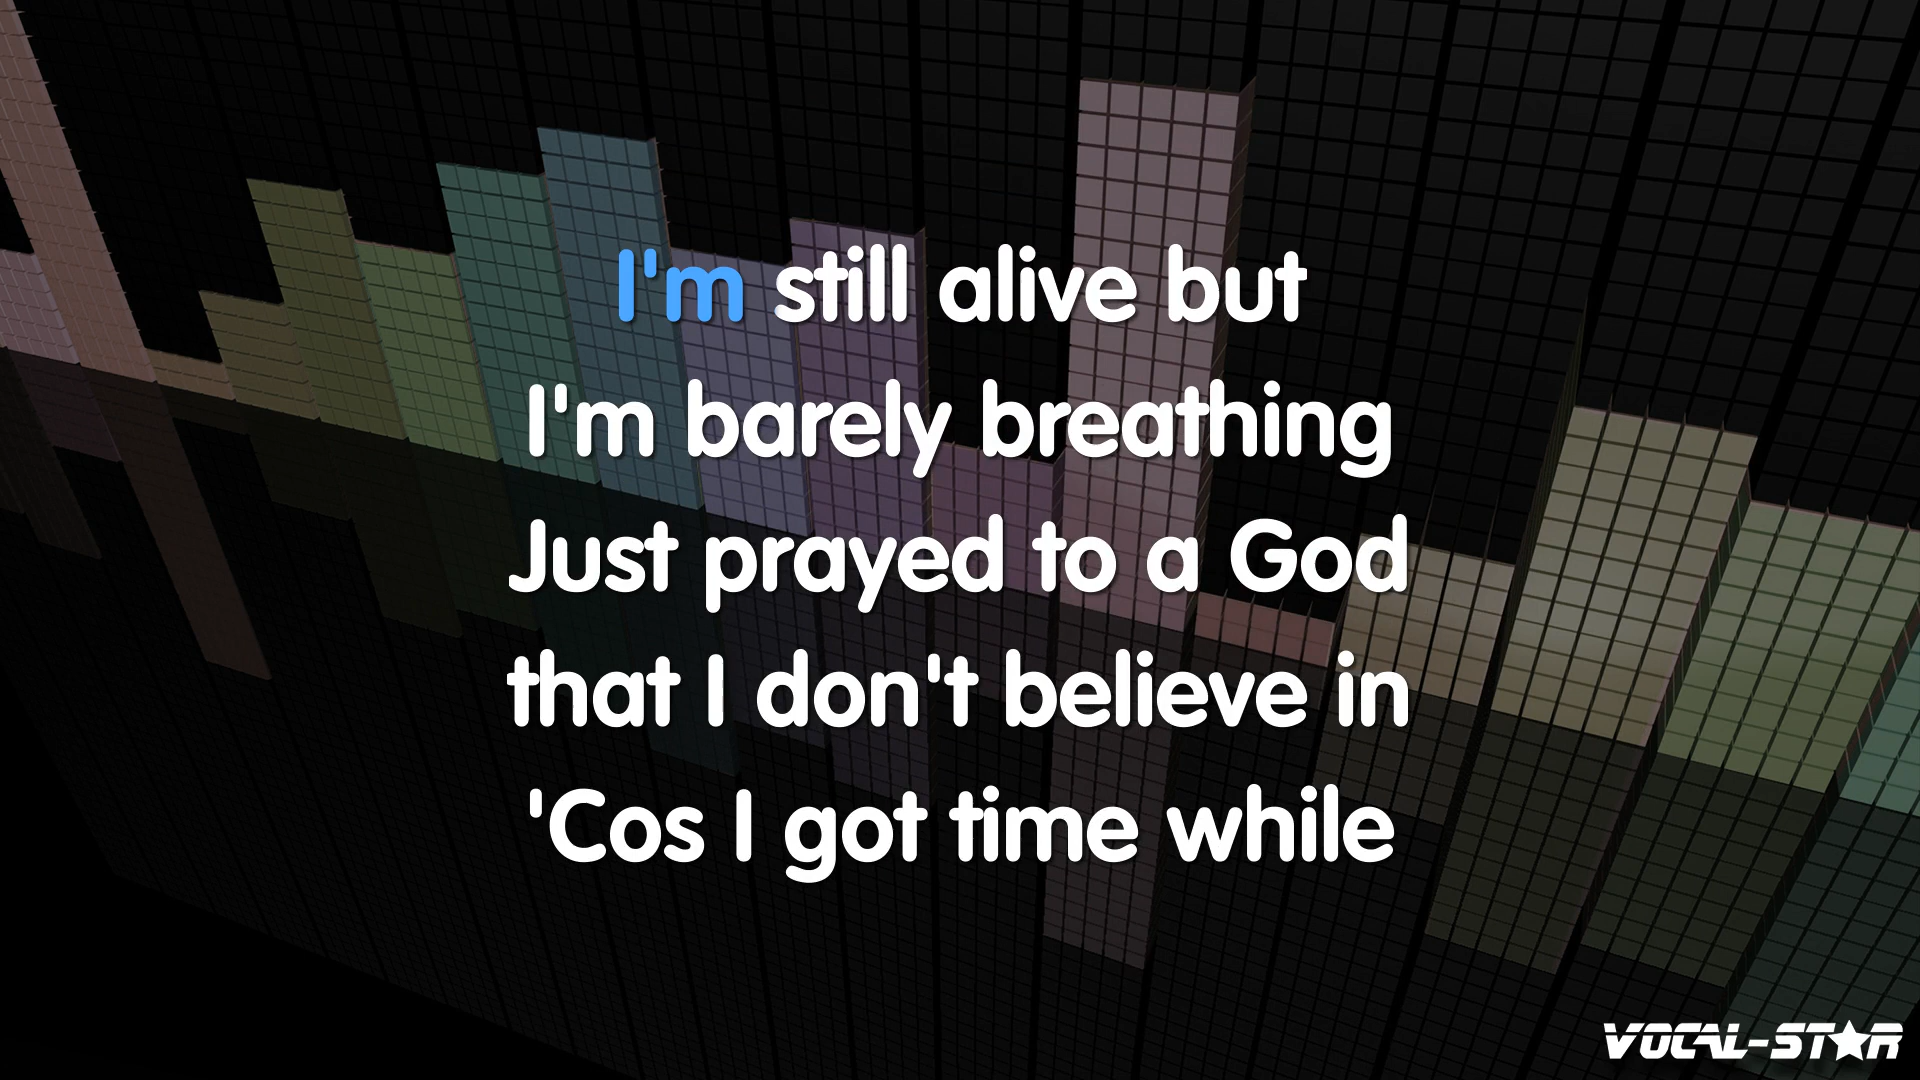 I'm still alive but
I'm barely breathing
Just prayed to a God
that I don't believe in
'Cos I got time while
VOCAL-STAR